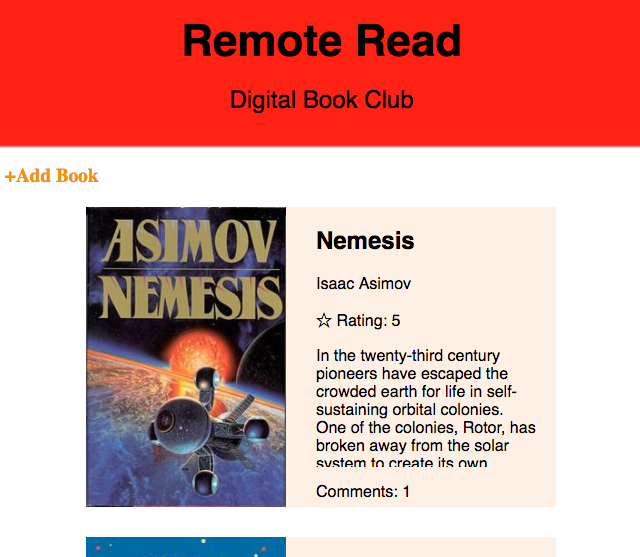 Remote Read
Digital Book Club
+Add Book
ASIMOV
NEMESIS
Nemesis
Isaac Asimov
☆ Rating: 5
In the twenty-third century
pioneers have escaped the
crowded earth for life in self-
sustaining orbital colonies.
One of the colonies, Rotor, has
broken away from the solar
system to create its own
Comments: 1